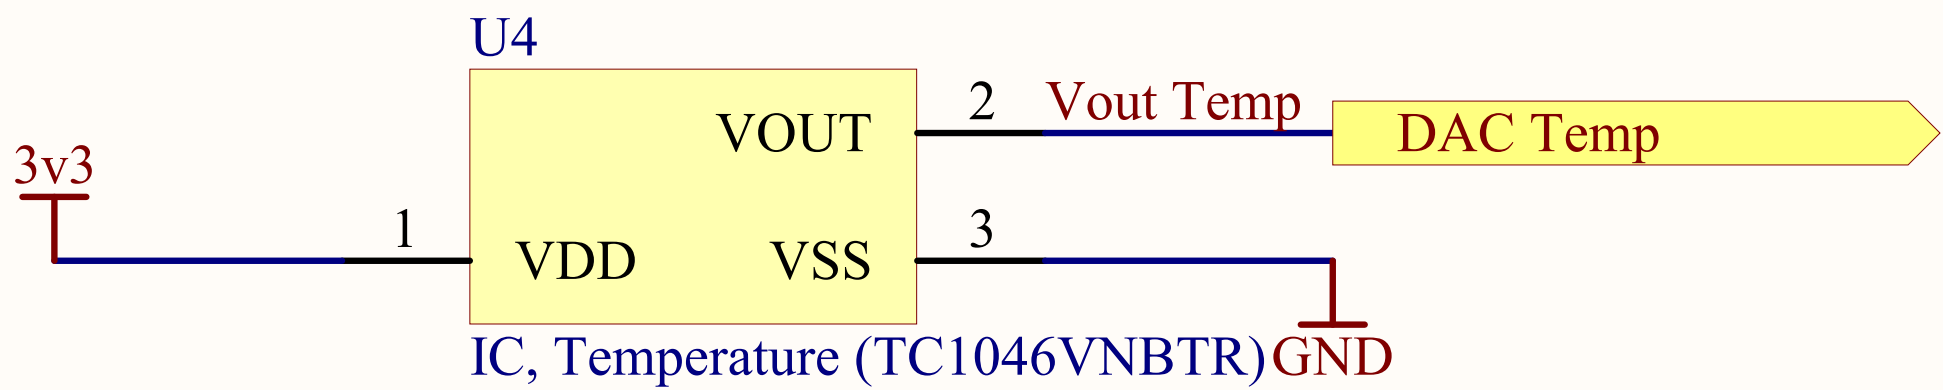 U4
VOUT
2
Vout Temp
DAC Temp
3v3
1
VDD
VSS
3
IC, Temperature (TC1046VNBTR)
GND